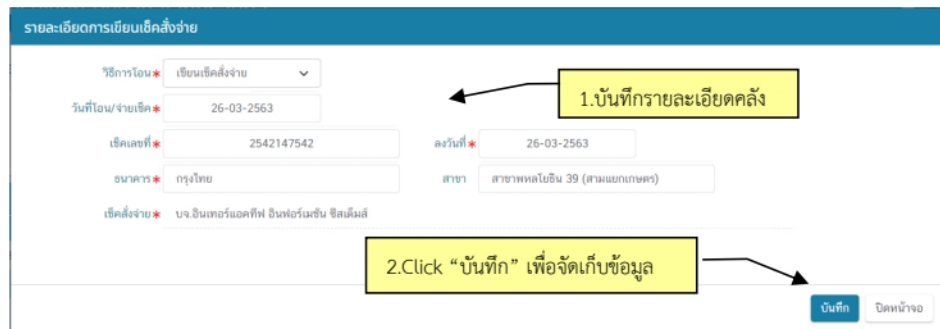 รายละเอียดการเขียนเช็คสั่งจ่าย
วิธีการโอน* เขียนเช็คสั่งจ่าย
1.บันทึกรายละเอียดคลัง
วันที่โอน/จ่ายเช็ค* 26-03-2563
เช็คเลขที่* 2542147542 ลงวันที่* 26-03-2563
ธนาคาร* กรุงไทย สาขา สาขาพหลโยธิน 39 (สามแยกเกษตร)
เช็คสั่งจ่าย* บจ.อินเทอร์แอคทีฟ อินฟอร์เมชัน ซิสเต็มส์
2.Click “บันทึก” เพื่อจัดเก็บข้อมูล
บันทึก ปิดหน้าจอ